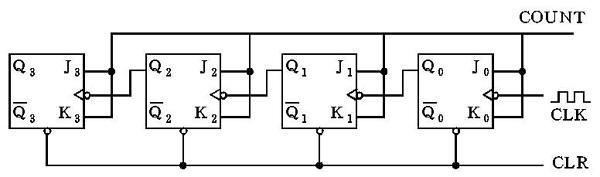 COUNT
Q3 J3 Q2 J2 Q1 J1 Q0 J0
Q̅3 K3 Q̅2 K2 Q̅1 K1 Q̅0 K0
CLK
CLR